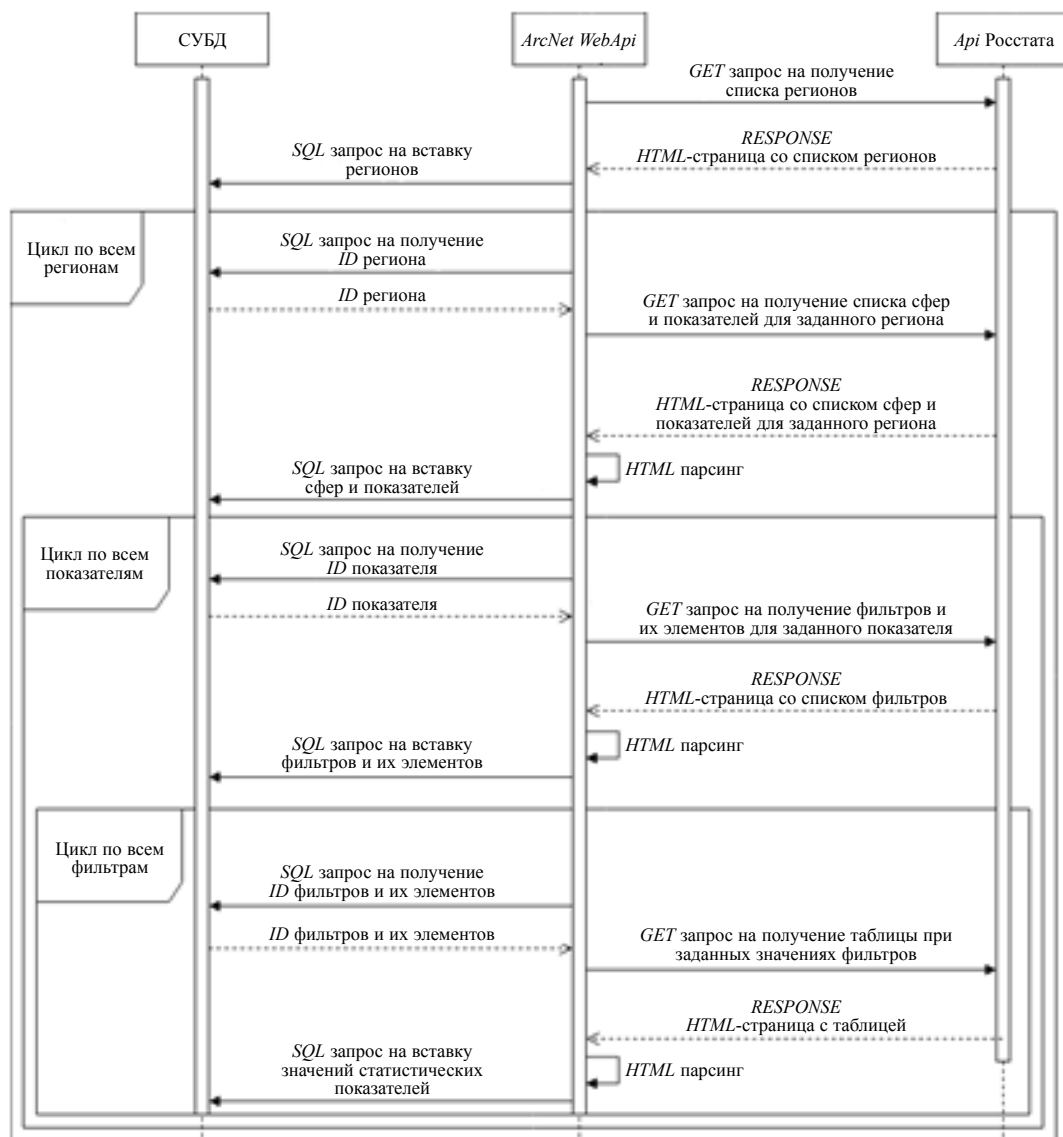 СУБД
ArcNet WebApi
Api Росстата
GET запрос на получение
списка регионов
RESPONSE
HTML-страница со списком регионов
SQL запрос на вставку
регионов
Цикл по всем
регионам
SQL запрос на получение
ID региона
ID региона
GET запрос на получение списка сфер
и показателей для заданного региона
RESPONSE
HTML-страница со списком сфер и
показателей для заданного региона
HTML парсинг
SQL запрос на вставку
сфер и показателей
Цикл по всем
показателям
SQL запрос на получение
ID показателя
ID показателя
GET запрос на получение фильтров и
их элементов для заданного показателя
RESPONSE
HTML-страница со списком фильтров
HTML парсинг
SQL запрос на вставку
фильтров и их элементов
Цикл по всем
фильтрам
SQL запрос на получение
ID фильтров и их элементов
ID фильтров и их элементов
GET запрос на получение таблицы при
заданных значениях фильтров
RESPONSE
HTML-страница с таблицей
HTML парсинг
SQL запрос на вставку
значений статистических
показателей